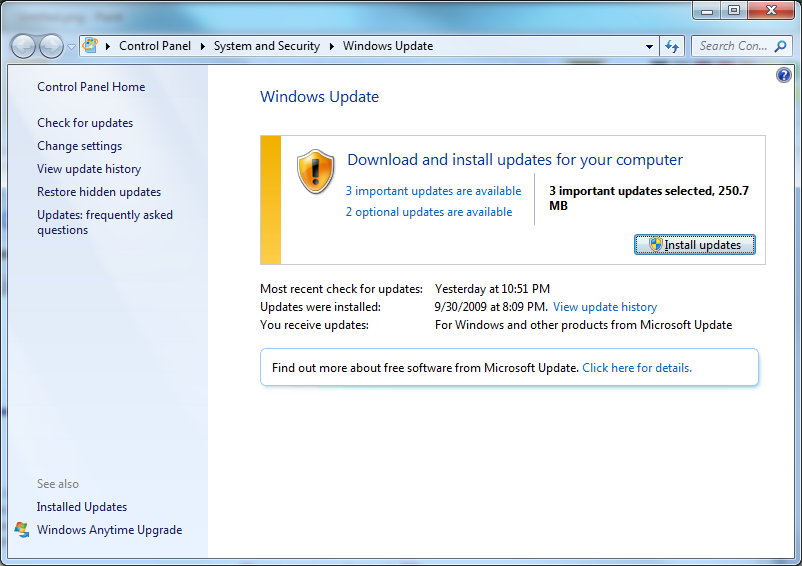 Control Panel System and Security Windows Update
Search Con...
Control Panel Home
Check for updates
Change settings
View update history
Restore hidden updates
Updates: frequently asked
questions
See also
Installed Updates
Windows Anytime Upgrade
Windows Update
Download and install updates for your computer
3 important updates are available
2 optional updates are available
3 important updates selected, 250.7
MB
Install updates
Most recent check for updates: Yesterday at 10:51 PM
Updates were installed: 9/30/2009 at 8:09 PM. View update history
You receive updates: For Windows and other products from Microsoft Update
Find out more about free software from Microsoft Update. Click here for details.